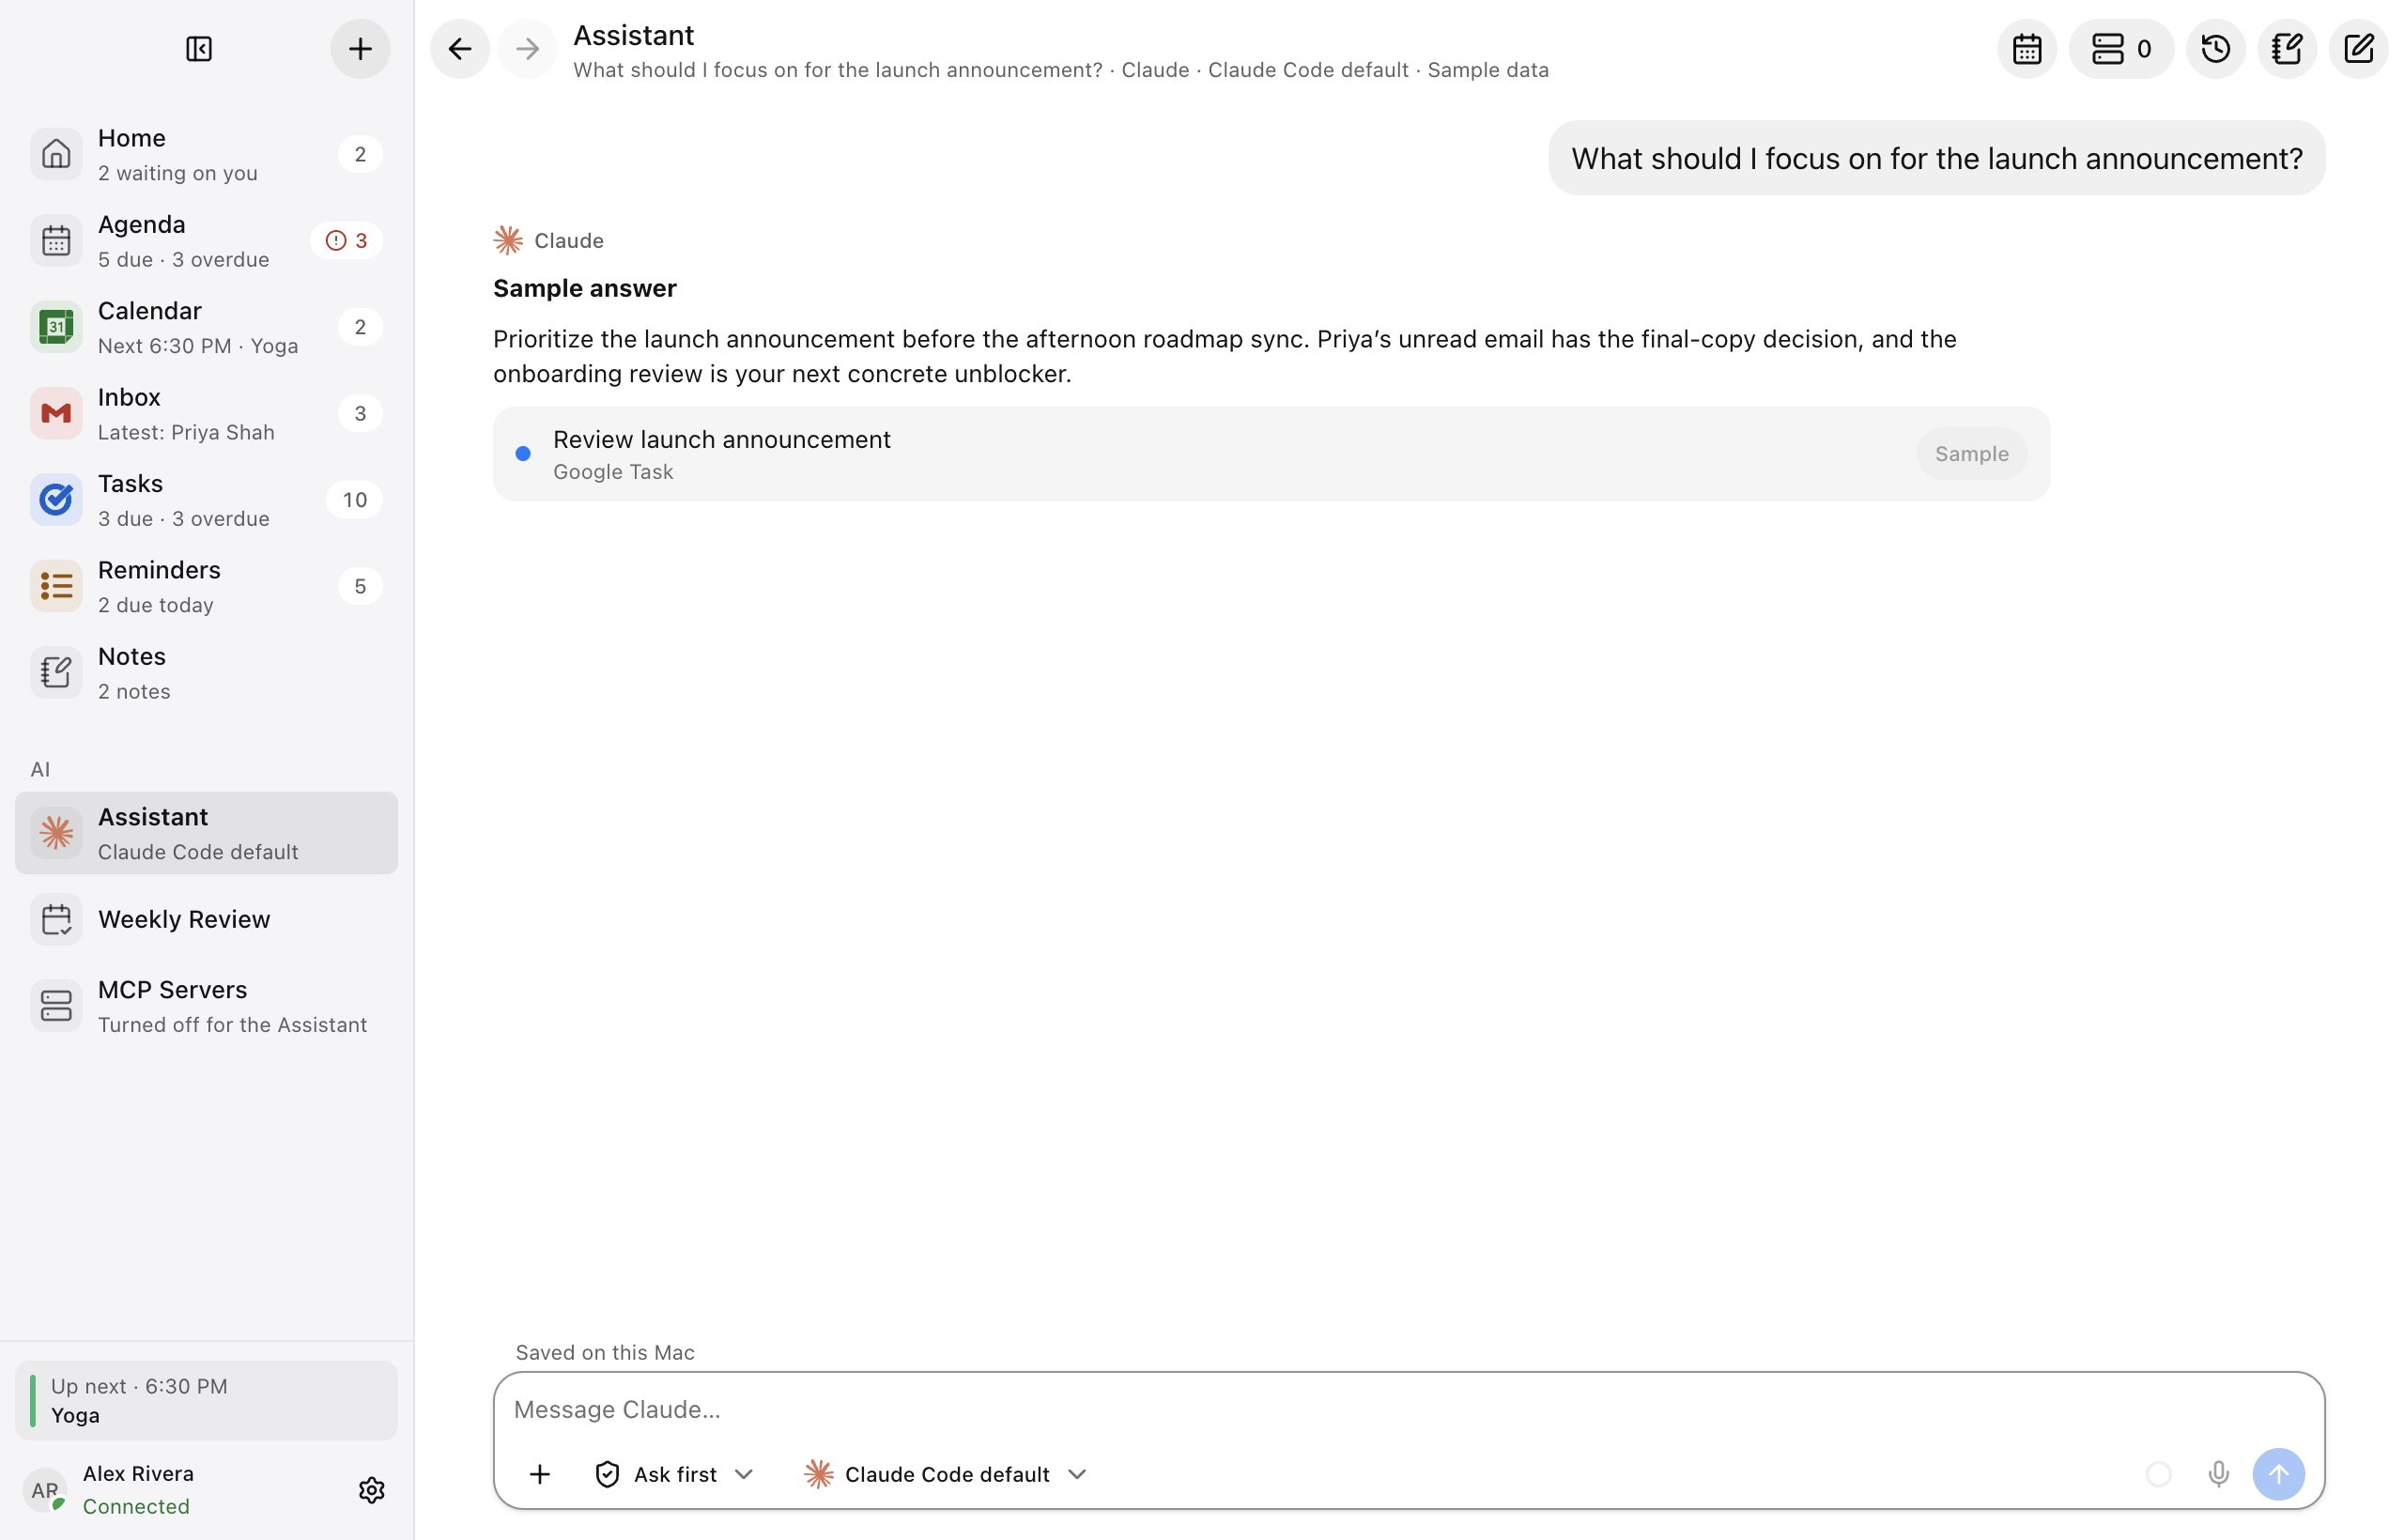 Assistant
What should I focus on for the launch announcement? · Claude · Claude Code default · Sample data
0
Home
2 waiting on you
2
Agenda
5 due · 3 overdue
3
Calendar
Next 6:30 PM · Yoga
2
31
Inbox
Latest: Priya Shah
3
Tasks
3 due · 3 overdue
10
Reminders
2 due today
5
Notes
2 notes
AI
Assistant
Claude Code default
Weekly Review
MCP Servers
Turned off for the Assistant
Up next · 6:30 PM
Yoga
AR
Alex Rivera
Connected
What should I focus on for the launch announcement?
Claude
Sample answer
Prioritize the launch announcement before the afternoon roadmap sync. Priya’s unread email has the final-copy decision, and the
onboarding review is your next concrete unblocker.
Review launch announcement
Google Task
Sample
Saved on this Mac
Message Claude...
Ask first
Claude Code default